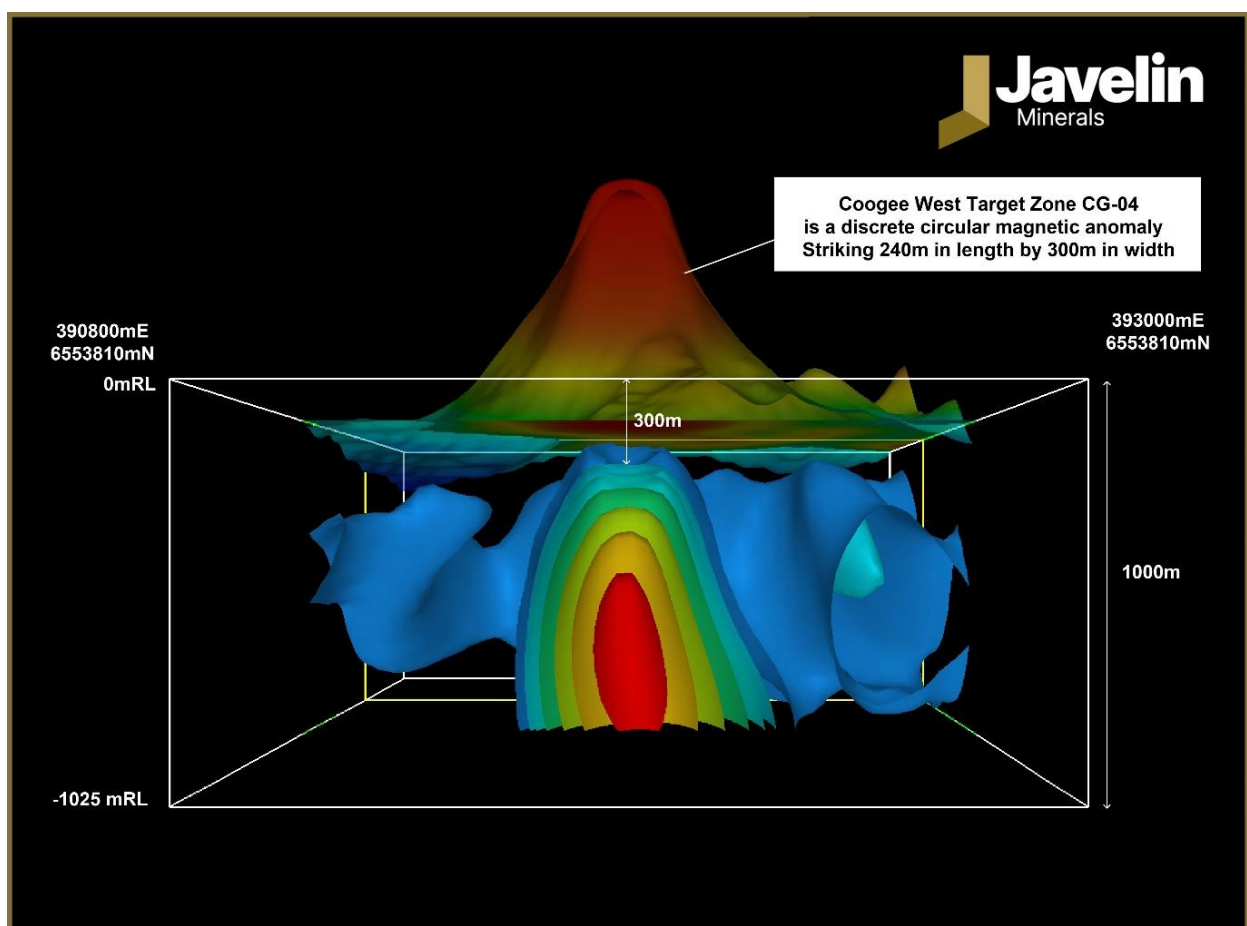 Javelin
Minerals
Coogee West Target Zone CG-04
is a discrete circular magnetic anomaly
Striking 240m in length by 300m in width
390800mE
6553810mN
0mRL
393000mE
6553810mN
300m
1000m
-1025 mRL